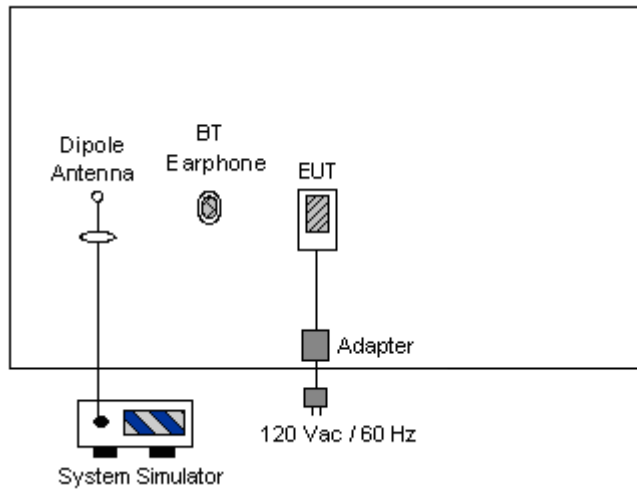 Dipole
Antenna
BT
Earphone
EUT
Adapter
120 Vac / 60 Hz
System Simulator